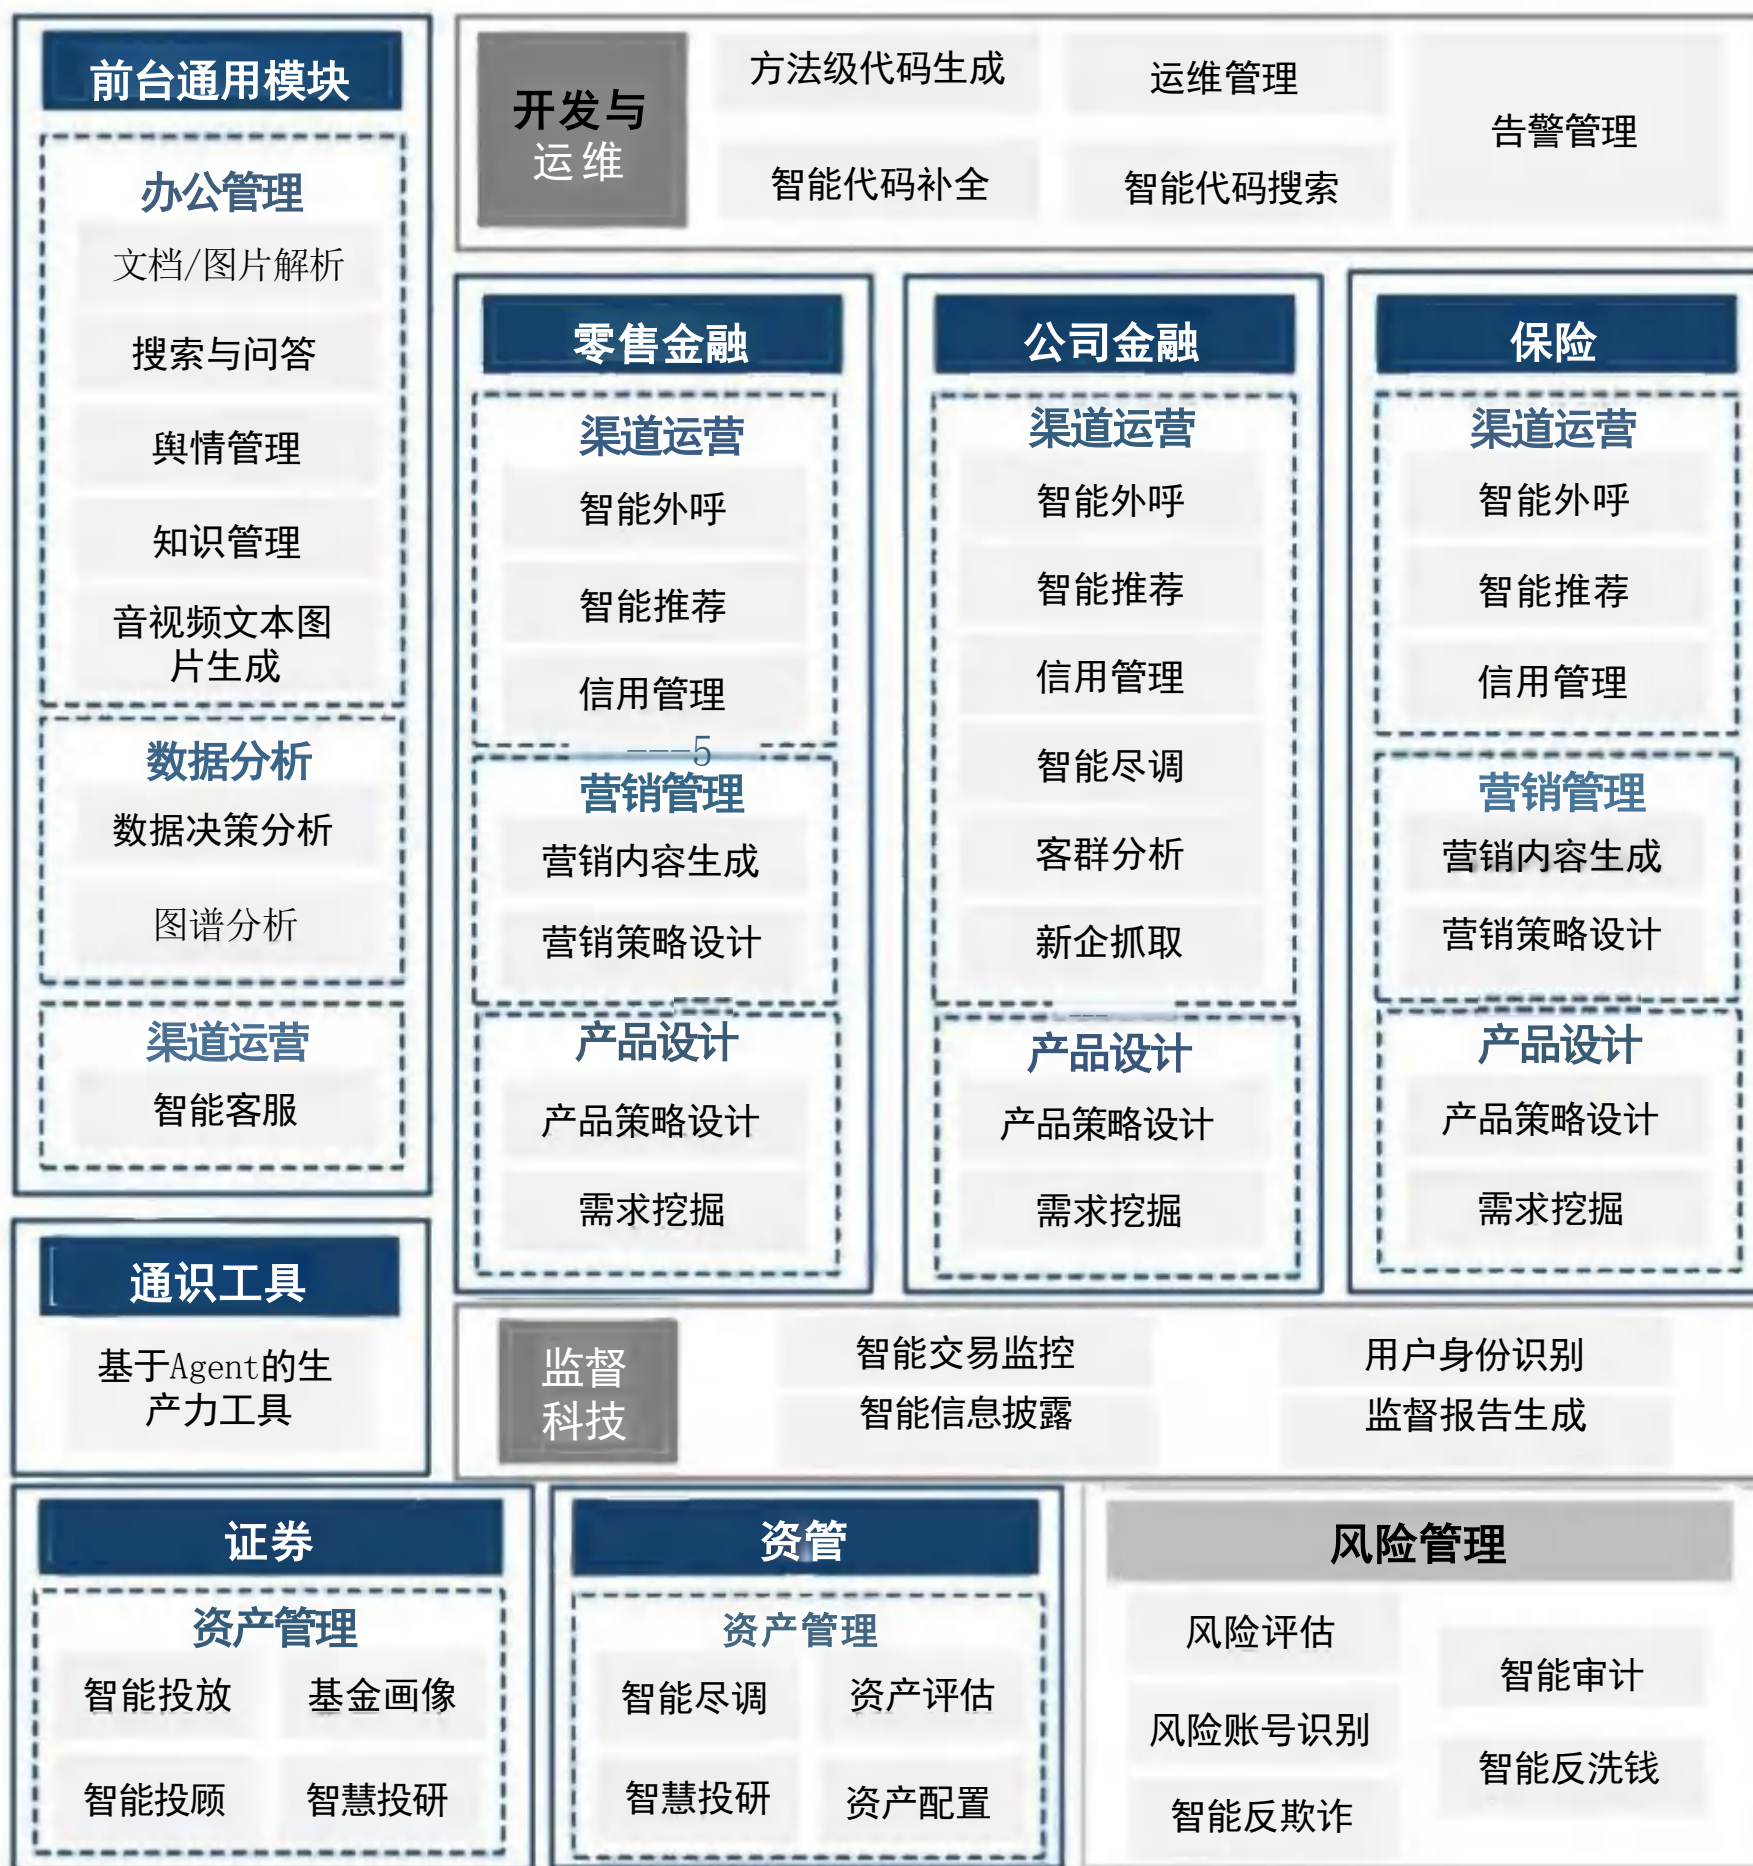 前台通用模块
办公管理
文档/图片解析
搜索与问答
舆情管理
知识管理
音视频文本图
片生成
数据分析
数据决策分析
图谱分析
渠道运营
智能客服
通识工具
基于Agent的生
产力工具
开发与
运维
方法级代码生成
运维管理
告警管理
智能代码补全
智能代码搜索
零售金融
渠道运营
智能外呼
智能推荐
信用管理
---5
营销管理
营销内容生成
营销策略设计
产品设计
产品策略设计
需求挖掘
公司金融
渠道运营
智能外呼
智能推荐
信用管理
智能尽调
客群分析
新企抓取
产品设计
产品策略设计
需求挖掘
保险
渠道运营
智能外呼
智能推荐
信用管理
营销管理
营销内容生成
营销策略设计
产品设计
产品策略设计
需求挖掘
监督
科技
智能交易监控
用户身份识别
智能信息披露
监督报告生成
证券
资产管理
智能投放
基金画像
智能投顾
智慧投研
资管
资产管理
智能尽调
资产评估
智慧投研
资产配置
风险管理
风险评估
智能审计
风险账号识别
智能反洗钱
智能反欺诈